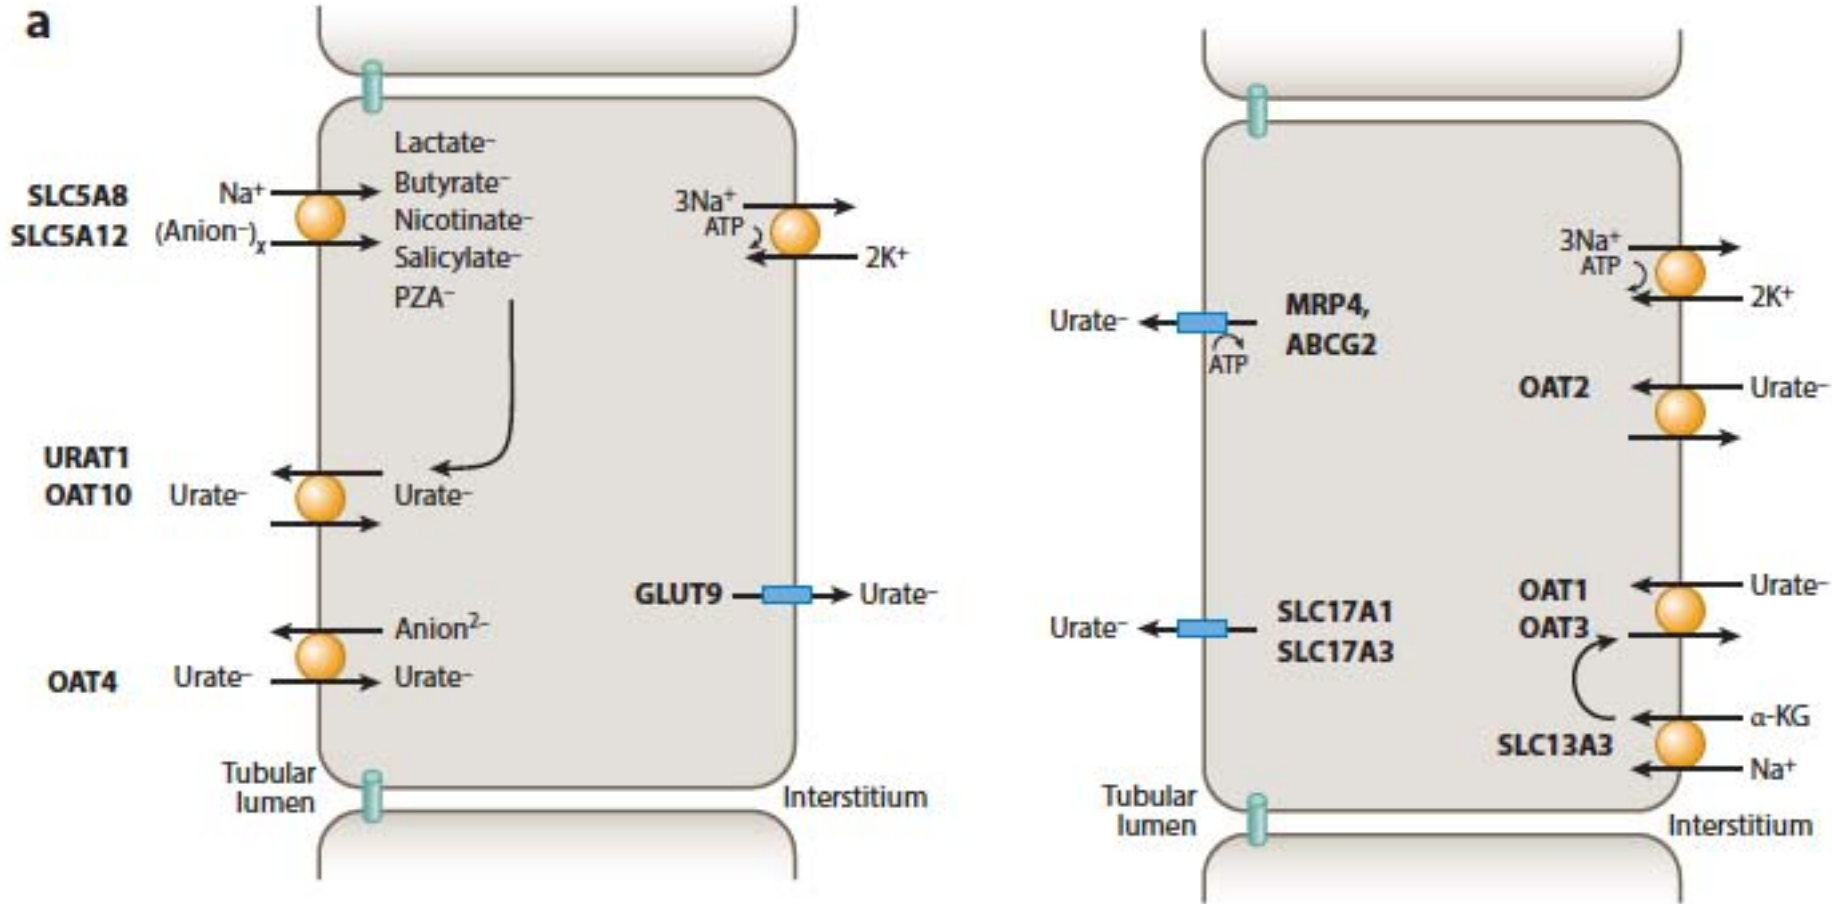 a
Lactate–
Butyrate–
Nicotinate–
Salicylate–
PZA–
SLC5A8
SLC5A12
Na+
(Anion–)x
3Na+
ATP
2K+
URAT1
OAT10
Urate–
Urate–
GLUT9
Urate–
Anion2–
OAT4
Urate–
Urate–
Tubular
lumen
Interstitium
3Na+
ATP
2K+
Urate–
MRP4,
ABCG2
ATP
OAT2
Urate–
OAT1
OAT3
Urate–
Urate–
SLC17A1
SLC17A3
α-KG
SLC13A3
Na+
Tubular
lumen
Interstitium